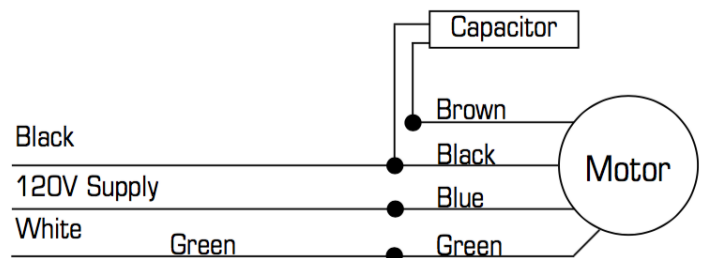 Capacitor
Brown
Black
Black
Motor
120V Supply
Blue
White
Green
Green